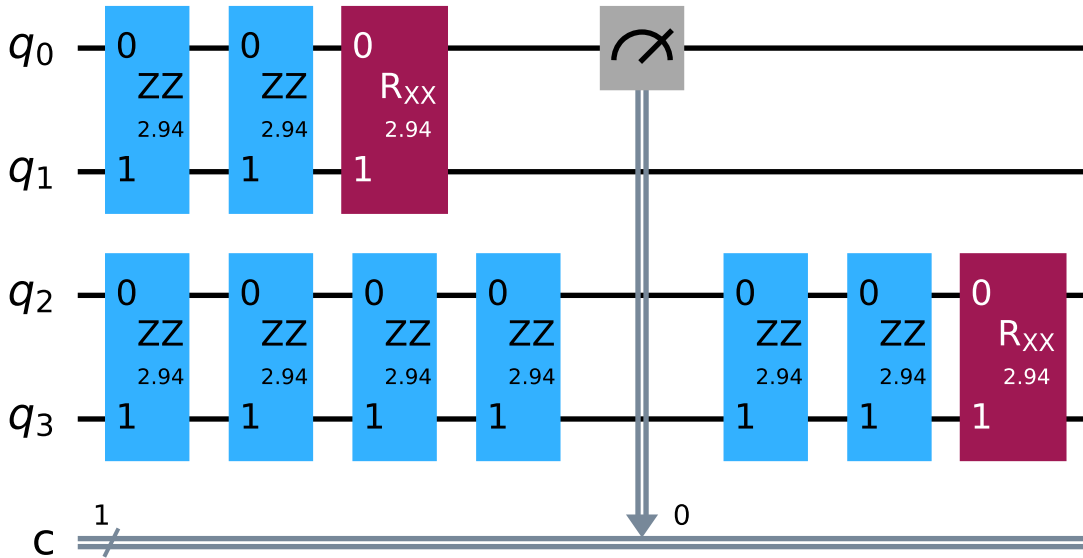 q0 0 0 0
ZZ ZZ RXX
2.94 2.94 2.94
q1 1 1 1
q2 0 0 0 0 0 0 0
ZZ ZZ ZZ ZZ ZZ ZZ RXX
2.94 2.94 2.94 2.94 2.94 2.94 2.94
q3 1 1 1 1 1 1 1
1 0
c